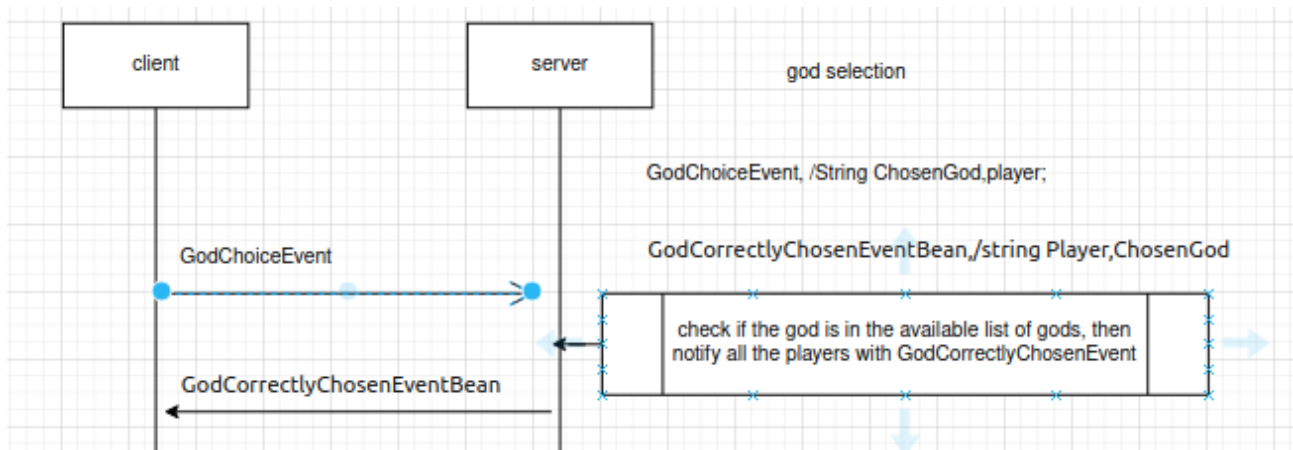 client
server
god selection
GodChoiceEvent, /String ChosenGod,player;
GodCorrectlyChosenEventBean,/string Player,ChosenGod
GodChoiceEvent
check if the god is in the available list of gods, then
notify all the players with GodCorrectlyChosenEvent
GodCorrectlyChosenEventBean